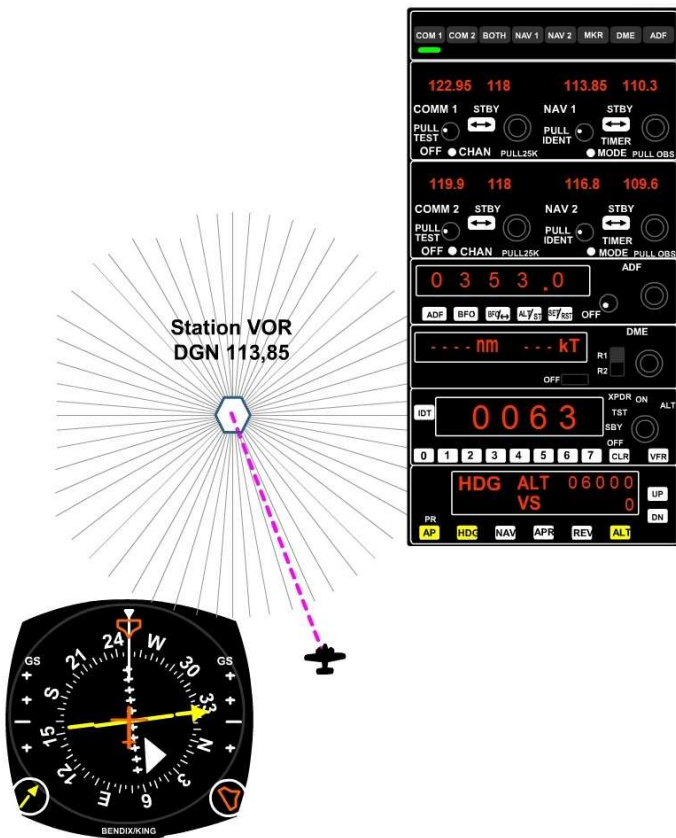 COM 1 COM 2 BOTH NAV 1 NAV 2 MKR DME ADF
122.95 118 113.85 110.3
COMM 1 STBY NAV 1 STBY
PULL TEST PULL IDENT TIMER
OFF CHAN PULL25K MODE PULL OBS
119.9 118 116.8 109.6
COMM 2 STBY NAV 2 STBY
PULL TEST PULL IDENT TIMER
OFF CHAN PULL25K MODE PULL OBS
0353.0 ADF
ADF BFO BFO/↔ ALT/ST SET/RST OFF
Station VOR
DGN 113,85
----nm ---kT DME
R1
R2
OFF
IDT 0063 XPDR ON ALT
TST
SBY
OFF
0 1 2 3 4 5 6 7 CLR VFR
HDG ALT 06000 UP
VS 0 DN
PR
AP HDG NAV APR REV ALT
24 W 30 33 N 3 6 E 12 15 S 21
GS GS
BENDIX/KING